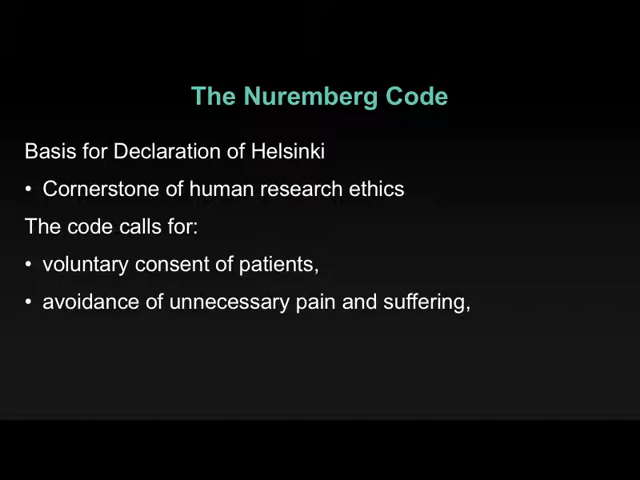 The Nuremberg Code
Basis for Declaration of Helsinki
• Cornerstone of human research ethics
The code calls for:
• voluntary consent of patients,
• avoidance of unnecessary pain and suffering,